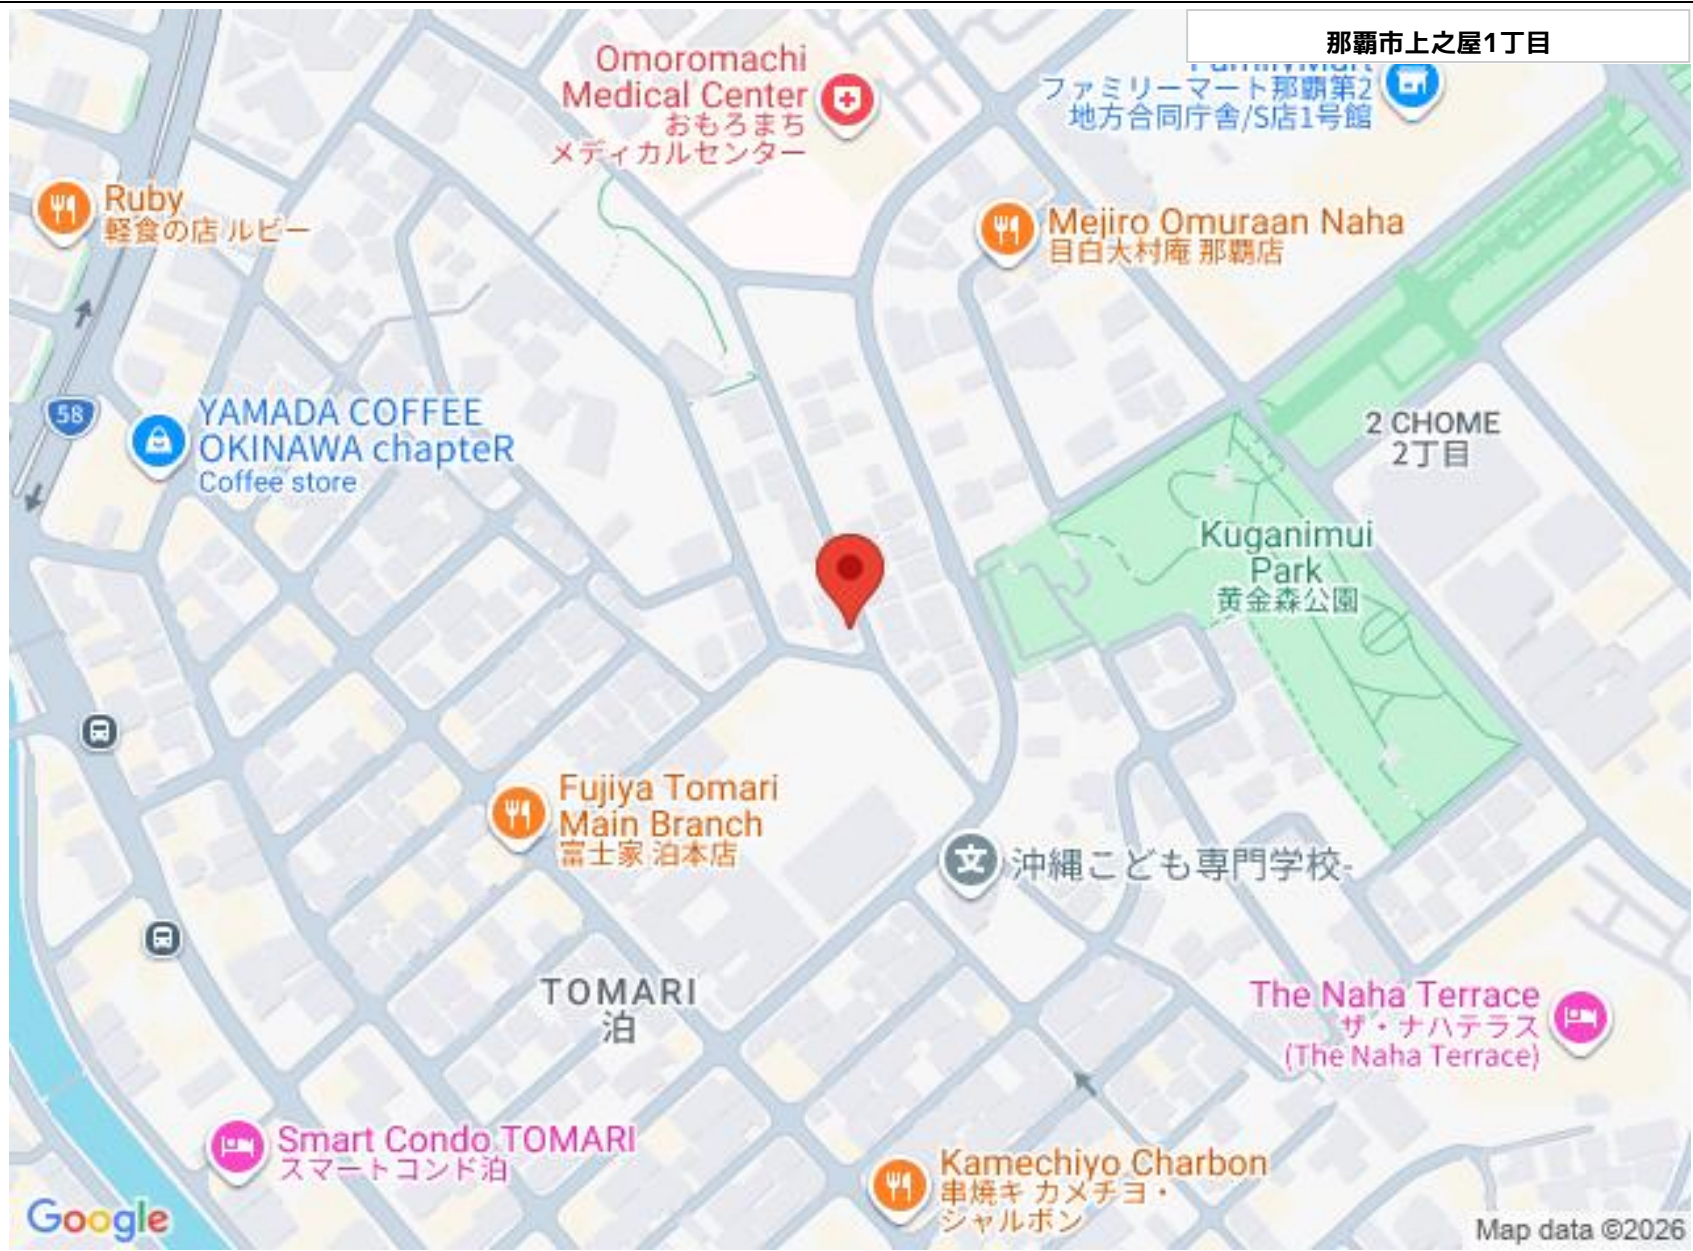 那覇市上之屋1丁目
Omoromachi
Medical Center
おもろまち
メディカルセンター
FamilyMart
ファミリーマート那覇第2
地方合同庁舎/S店1号館
Ruby
軽食の店 ルビー
Mejiro Omuraan Naha
目白大村庵 那覇店
58
YAMADA COFFEE
OKINAWA chapteR
Coffee store
2 CHOME
2丁目
Kuganimui
Park
黄金森公園
Fujiya Tomari
Main Branch
富士家 泊本店
文
沖縄こども専門学校-
TOMARI
泊
The Naha Terrace
ザ・ナハテラス
(The Naha Terrace)
Smart Condo TOMARI
スマートコンド泊
Kamechiyo Charbon
串焼キ カメチヨ・
シャルボン
Google
Map data ©2026